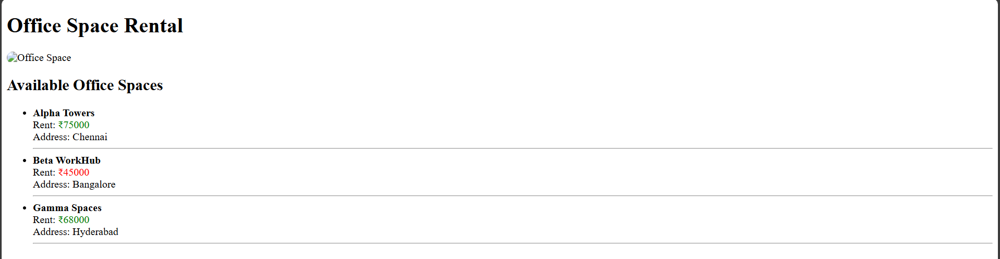 Office Space Rental
Office Space
Available Office Spaces
Alpha Towers
Rent: ₹75000
Address: Chennai
Beta WorkHub
Rent: ₹45000
Address: Bangalore
Gamma Spaces
Rent: ₹68000
Address: Hyderabad